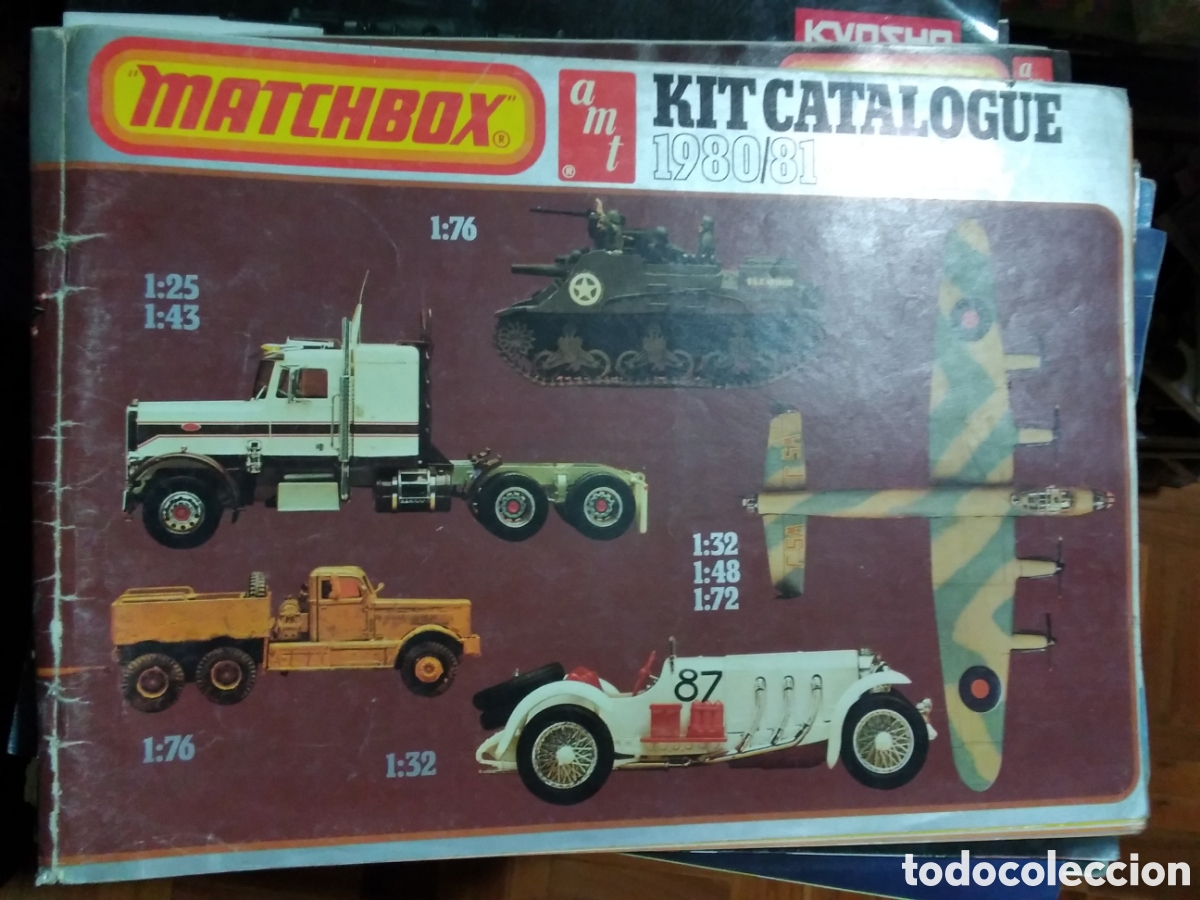 KYOSHO
"MATCHBOX"®
amt®
KIT CATALOGUE
1980/81
amt
1:76
1:25
1:43
1:32
1:48
1:72
87
1:76
1:32
todocoleccion